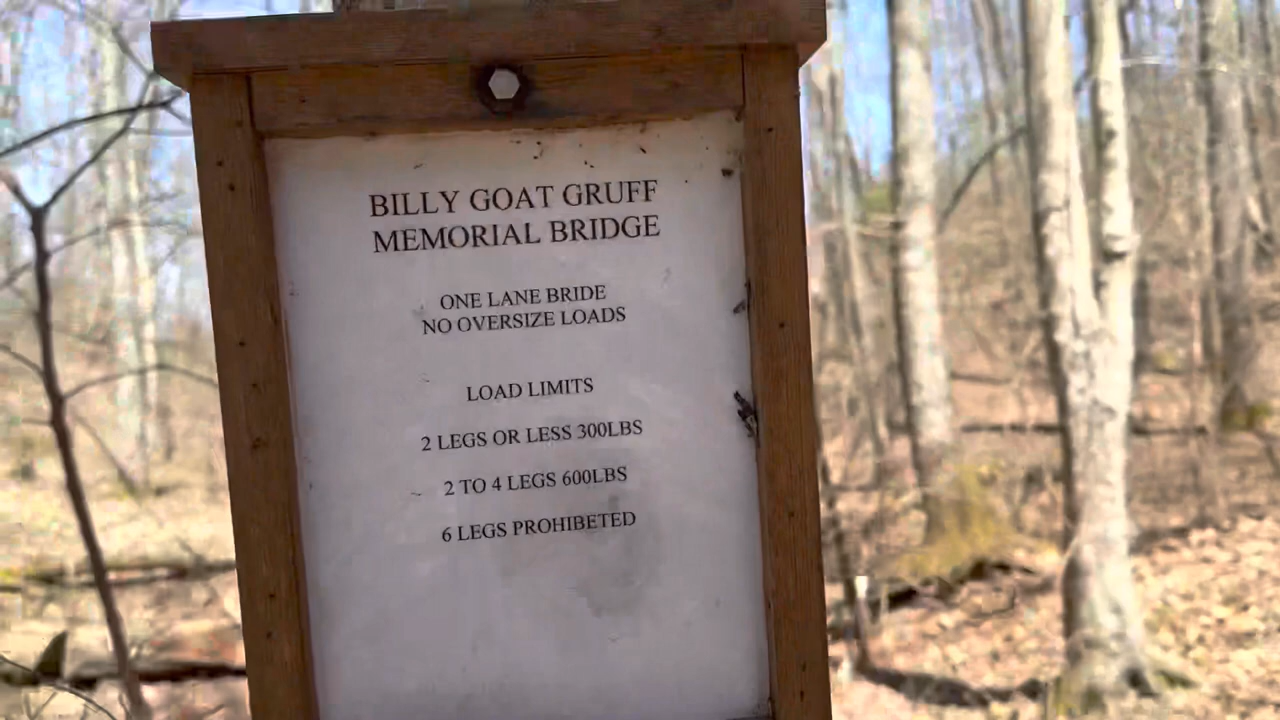 BILLY GOAT GRUFF
MEMORIAL BRIDGE
ONE LANE BRIDE
NO OVERSIZE LOADS
LOAD LIMITS
2 LEGS OR LESS 300LBS
2 TO 4 LEGS 600LBS
6 LEGS PROHIBETED